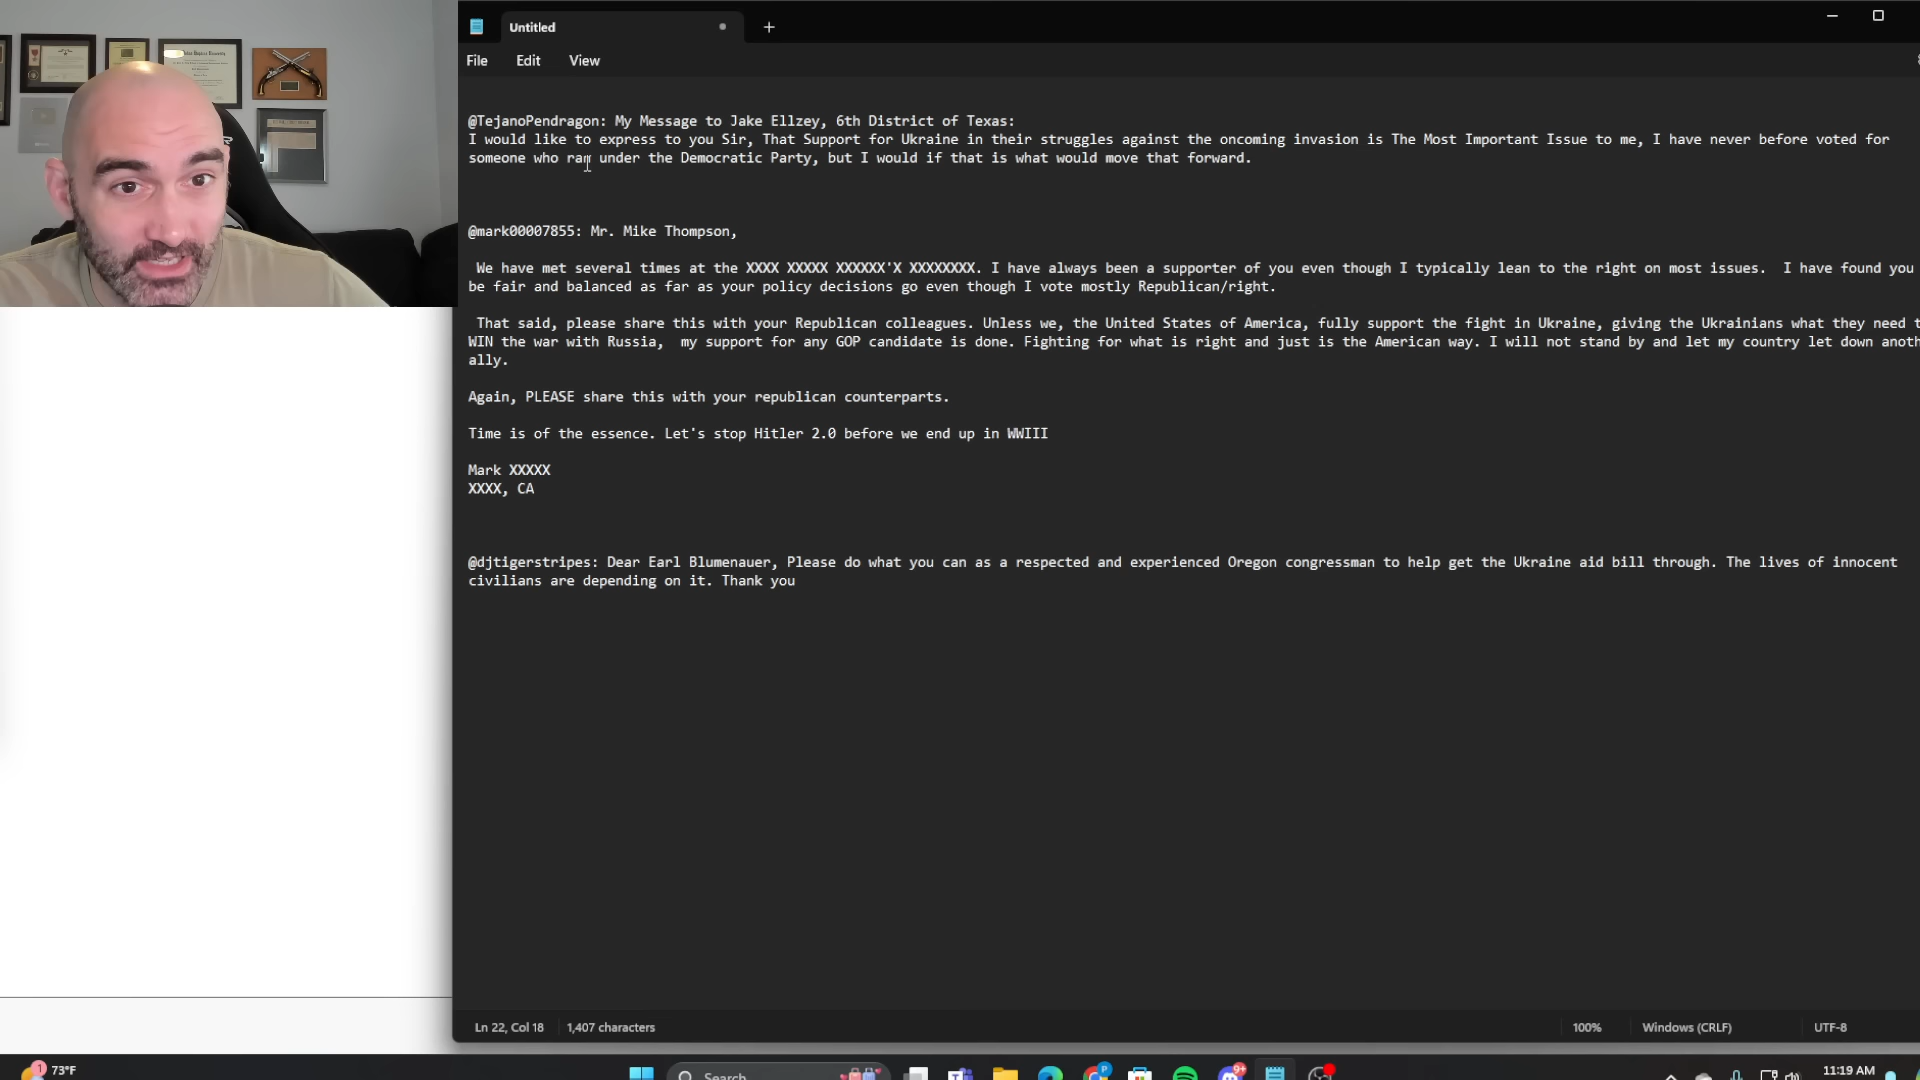 Untitled
File Edit View
@TejanoPendragon: My Message to Jake Ellzey, 6th District of Texas:
I would like to express to you Sir, That Support for Ukraine in their struggles against the oncoming invasion is The Most Important Issue to me, I have never before voted for
someone who ran under the Democratic Party, but I would if that is what would move that forward.
@mark00007855: Mr. Mike Thompson,
We have met several times at the XXXX XXXXX XXXXXX'X XXXXXXXX. I have always been a supporter of you even though I typically lean to the right on most issues.  I have found you
be fair and balanced as far as your policy decisions go even though I vote mostly Republican/right.
That said, please share this with your Republican colleagues. Unless we, the United States of America, fully support the fight in Ukraine, giving the Ukrainians what they need
WIN the war with Russia,  my support for any GOP candidate is done. Fighting for what is right and just is the American way. I will not stand by and let my country let down
ally.
Again, PLEASE share this with your republican counterparts.
Time is of the essence. Let's stop Hitler 2.0 before we end up in WWIII
Mark XXXXX
XXXX, CA
@djtigerstripes: Dear Earl Blumenauer, Please do what you can as a respected and experienced Oregon congressman to help get the Ukraine aid bill through. The lives of innocent
civilians are depending on it. Thank you
Ln 22, Col 18 1,407 characters 100% Windows (CRLF) UTF-8
1 73°F Search 9+ 11:19 AM